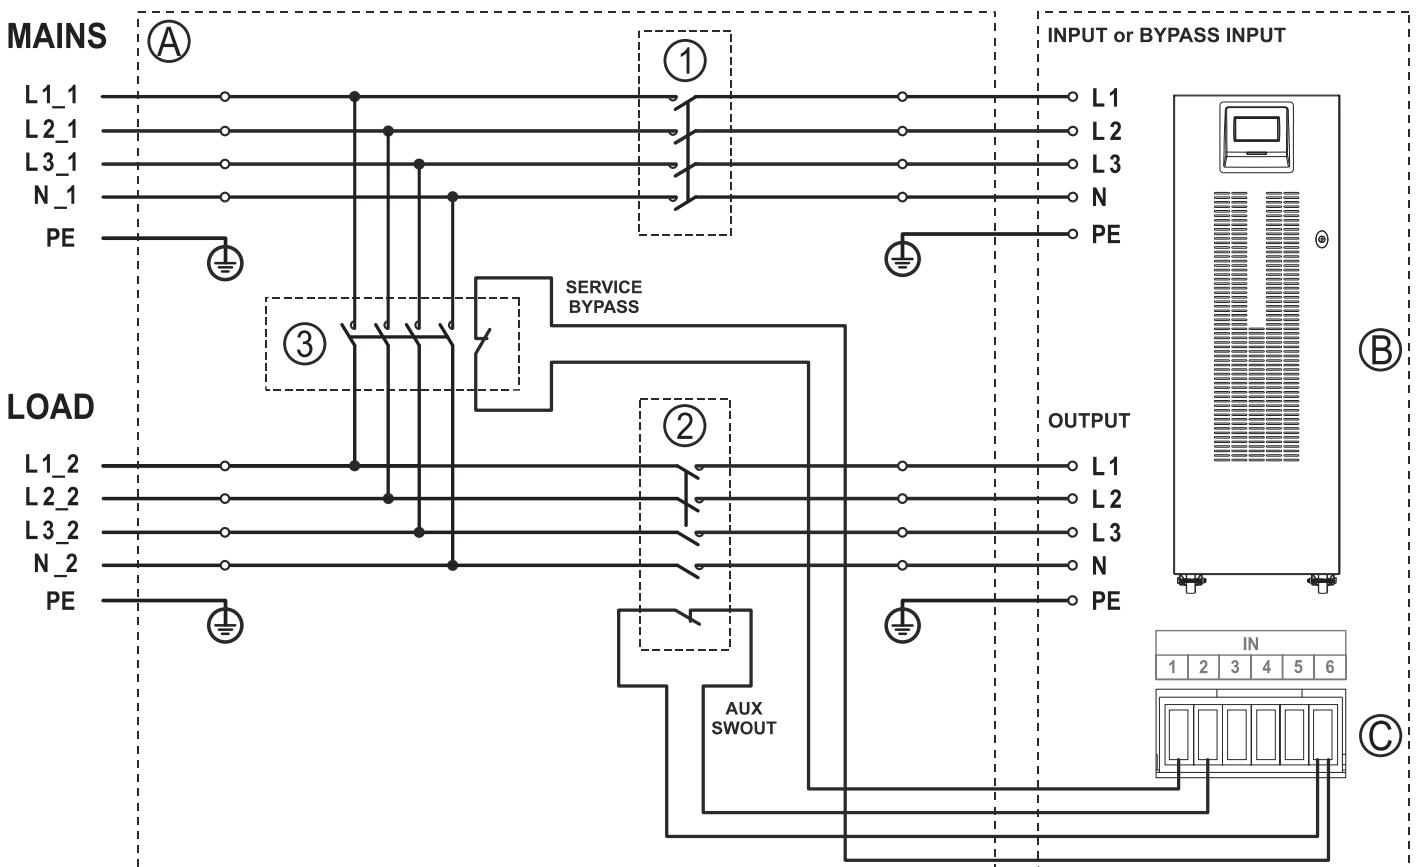 MAINS
A
1
INPUT or BYPASS INPUT
L1_1
L1
L2_1
L2
L3_1
L3
N_1
N
PE
PE
SERVICE
BYPASS
3
B
LOAD
2
OUTPUT
L1_2
L1
L2_2
L2
L3_2
L3
N_2
N
PE
PE
IN
1 2 3 4 5 6
AUX
SWOUT
C